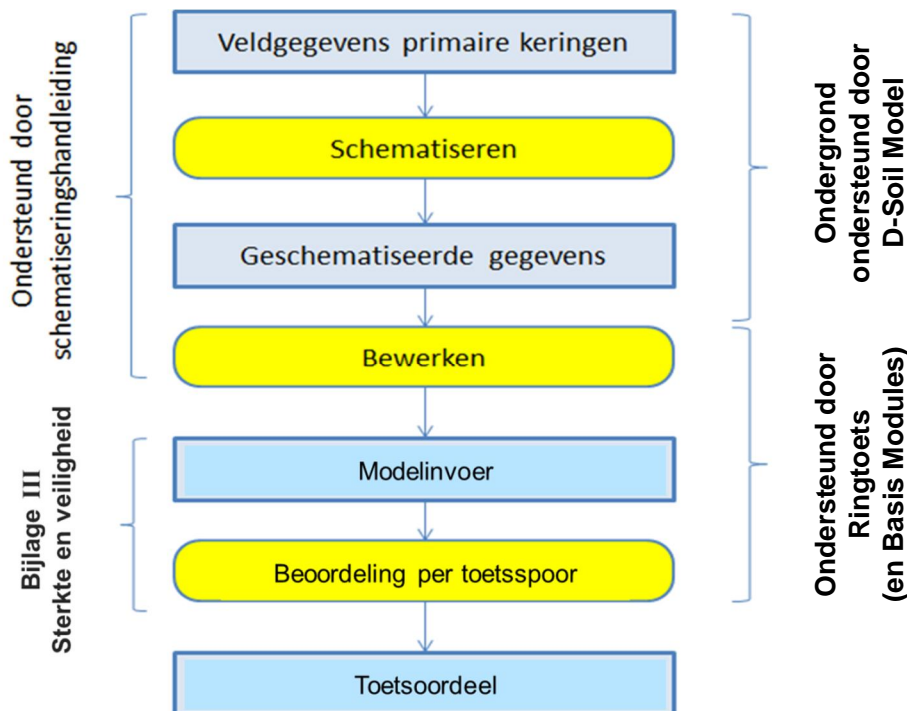 Veldgegevens primaire keringen
Schematiseren
Geschematiseerde gegevens
Bewerken
Modelinvoer
Beoordeling per toetsspoor
Toetsoordeel
Ondersteund door
schematiseringshandleiding
Bijlage III
Sterkte en veiligheid
Ondergrond
ondersteund door
D-Soil Model
Ondersteund door
Ringtoets
(en Basis Modules)